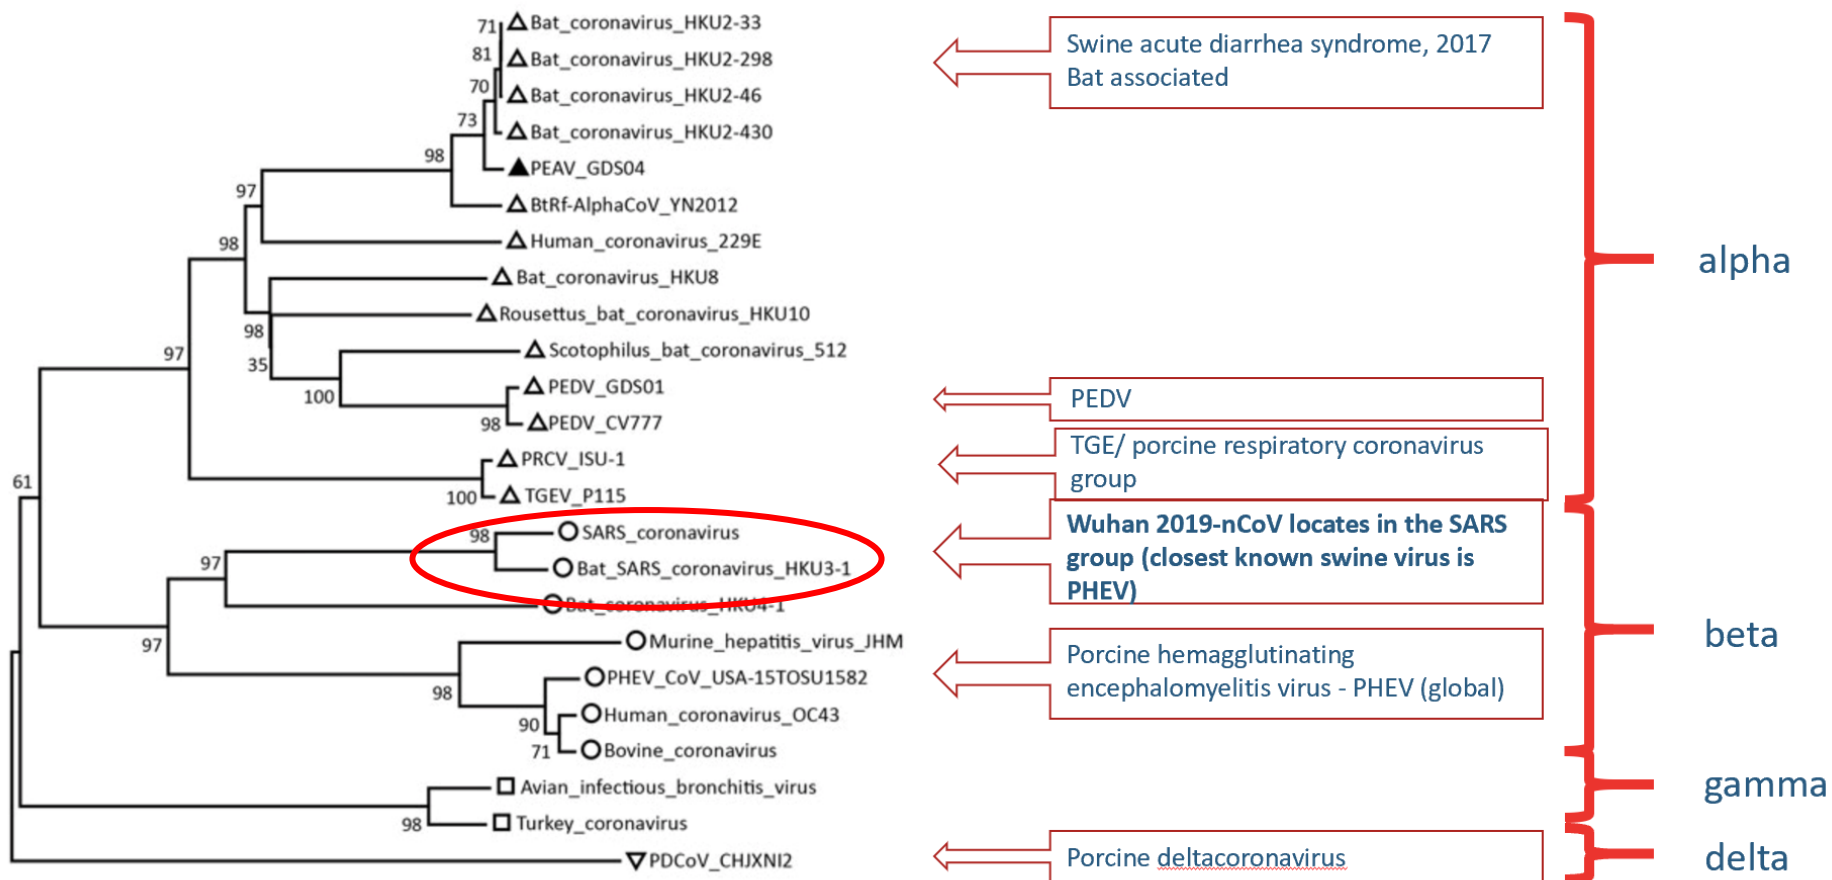 71
Bat_coronavirus_HKU2-33
81
Bat_coronavirus_HKU2-298
70
Bat_coronavirus_HKU2-46
73
Bat_coronavirus_HKU2-430
98
PEAV_GDS04
97
BtRf-AlphaCoV_YN2012
98
Human_coronavirus_229E
Bat_coronavirus_HKU8
Rousettus_bat_coronavirus_HKU10
98
97
Scotophilus_bat_coronavirus_512
35
PEDV_GDS01
100
98
PEDV_CV777
PRCV_ISU-1
61
100
TGEV_P115
98
SARS_coronavirus
97
Bat_SARS_coronavirus_HKU3-1
Bat_coronavirus_HKU4-1
97
Murine_hepatitis_virus_JHM
98
PHEV_CoV_USA-15TOSU1582
90
Human_coronavirus_OC43
71
Bovine_coronavirus
Avian_infectious_bronchitis_virus
98
Turkey_coronavirus
PDCoV_CHJXNI2
Swine acute diarrhea syndrome, 2017
Bat associated
PEDV
TGE/ porcine respiratory coronavirus
group
Wuhan 2019-nCoV locates in the SARS
group (closest known swine virus is
PHEV)
Porcine hemagglutinating
encephalomyelitis virus - PHEV (global)
Porcine deltacoronavirus
alpha
beta
gamma
delta